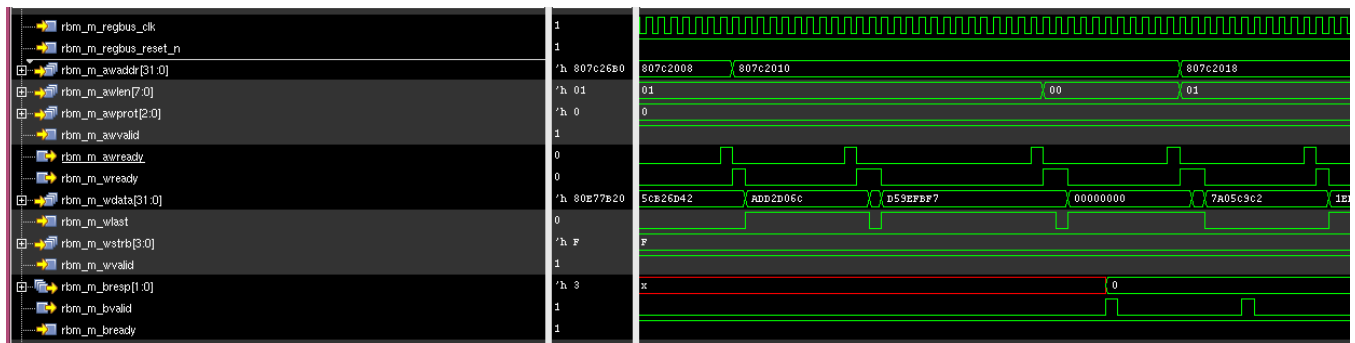 rbm_m_regbus_clk 1
rbm_m_regbus_reset_n 1
rbm_m_awaddr[31:0] 'h 807c26B0 807c2008 807c2010 807c2018
rbm_m_awlen[7:0] 'h 01 01 00 01
rbm_m_awprot[2:0] 'h 0 0
rbm_m_awvalid 1
rbm_m_awready 0
rbm_m_wready 0
rbm_m_wdata[31:0] 'h 80E77B20 5CB26D42 ADD2D06C D59EFBF7 00000000 7A05C9C2
rbm_m_wlast 0
rbm_m_wstrb[3:0] 'h F F
rbm_m_wvalid 1
rbm_m_bresp[1:0] 'h 3 x 0
rbm_m_bvalid 1
rbm_m_bready 1